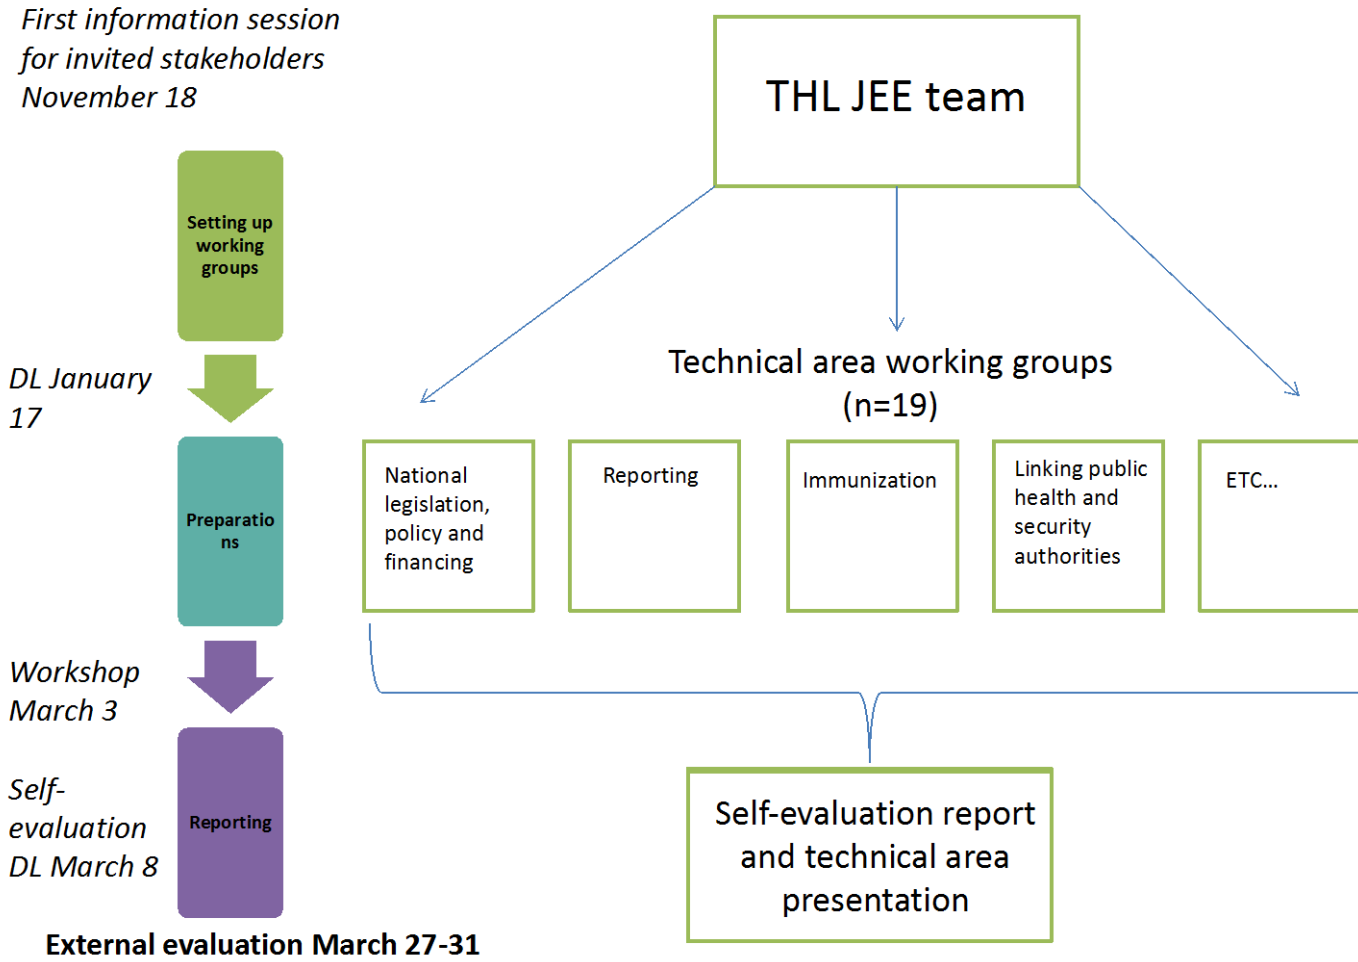 First information session
for invited stakeholders
November 18
Setting up
working
groups
DL January
17
Preparatio
ns
Workshop
March 3
Self-
evaluation
DL March 8
Reporting
External evaluation March 27-31
THL JEE team
Technical area working groups
(n=19)
National
legislation,
policy and
financing
Reporting
Immunization
Linking public
health and
security
authorities
ETC...
Self-evaluation report
and technical area
presentation